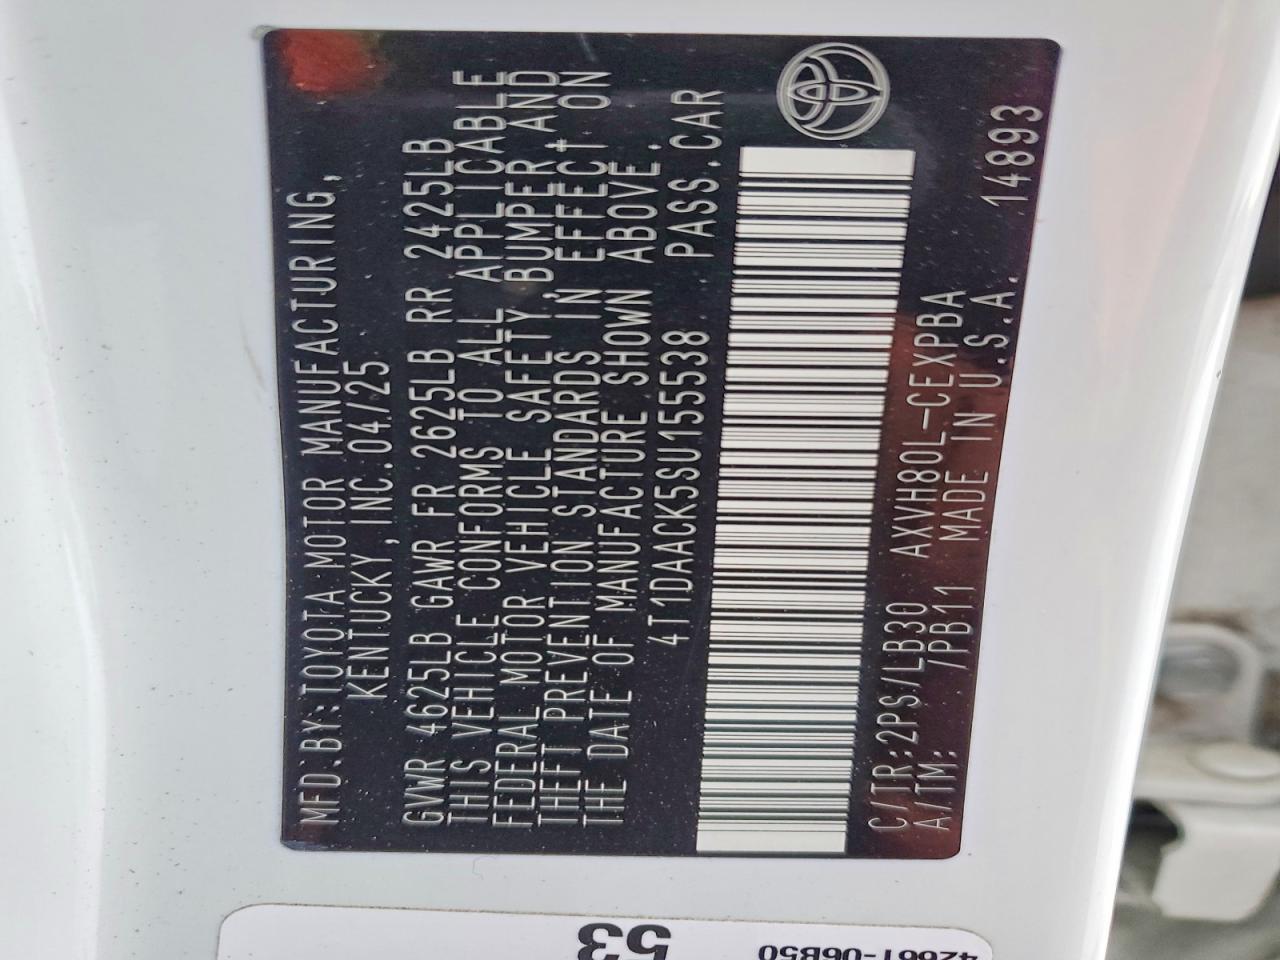 MFD.BY:TOYOTA MOTOR MANUFACTURING,
KENTUCKY,INC.04/25
GVWR 4625LB GAWR FR 2625LB RR 2425LB
THIS VEHICLE CONFORMS TO ALL APPLICABLE
FEDERAL MOTOR VEHICLE SAFETY, BUMPER, AND
THEFT PREVENTION STANDARDS IN EFFECT ON
THE DATE OF MANUFACTURE SHOWN ABOVE.
4T1DAACK5SU155538 PASS.CAR
C/TR:2PS/LB30 AXVH80L-CEXPBA
A/TM: /PB11 MADE IN U.S.A. 14893
53
42661-06B50